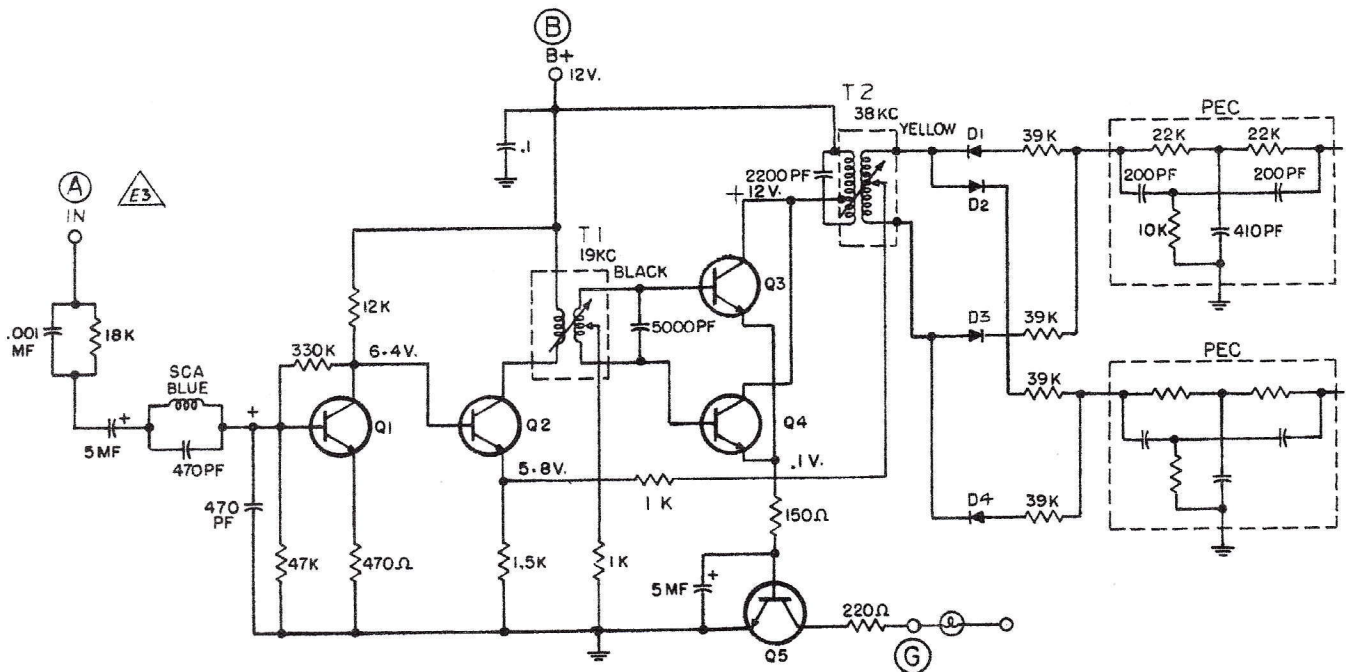 B
B+
12V.
T2
38KC
YELLOW
D1
39K
PEC
22K
22K
.1
2200PF
+
12V.
D2
200PF
200PF
A
IN
E3
10K
410PF
T1
19KC
BLACK
Q3
12K
5000PF
D3
39K
.001
MF
18K
330K
6.4V.
SCA
BLUE
39K
PEC
+
+
Q1
Q2
Q4
5MF
470PF
5.8V.
.1V.
1K
D4
39K
470
PF
150Ω
47K
470Ω
1.5K
1K
5MF
+
220Ω
Q5
G